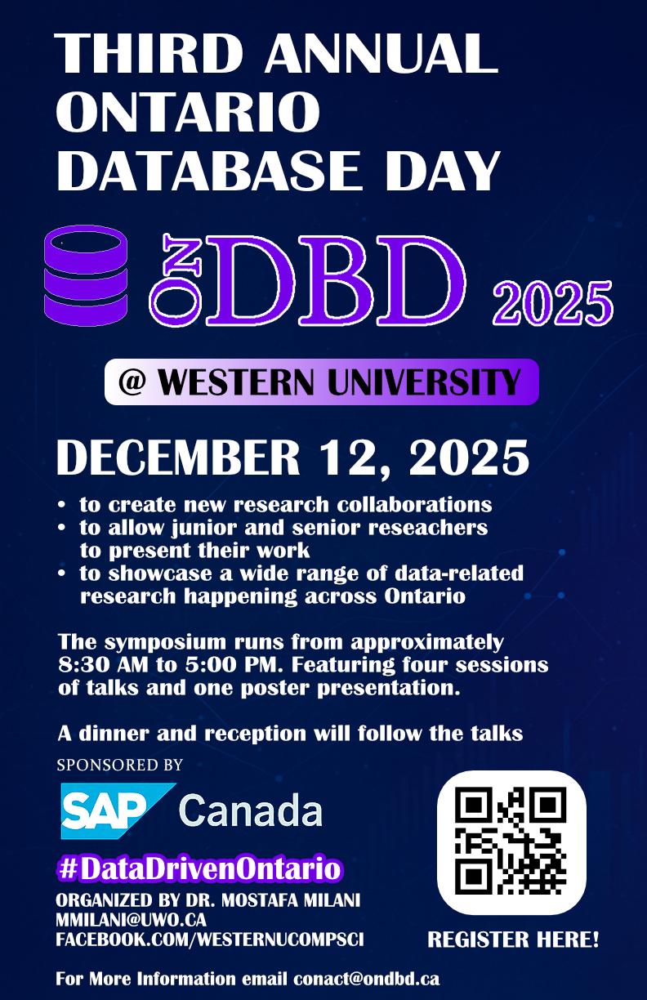 THIRD ANNUAL
ONTARIO
DATABASE DAY
ONDBD 2025
@ WESTERN UNIVERSITY
DECEMBER 12, 2025
• to create new research collaborations
• to allow junior and senior reseachers
to present their work
• to showcase a wide range of data-related
research happening across Ontario
The symposium runs from approximately
8:30 AM to 5:00 PM. Featuring four sessions
of talks and one poster presentation.
A dinner and reception will follow the talks
SPONSORED BY
SAP Canada
#DataDrivenOntario
ORGANIZED BY DR. MOSTAFA MILANI
MMILANI@UWO.CA
FACEBOOK.COM/WESTERNUCOMPSCI
REGISTER HERE!
For More Information email conact@ondbd.ca